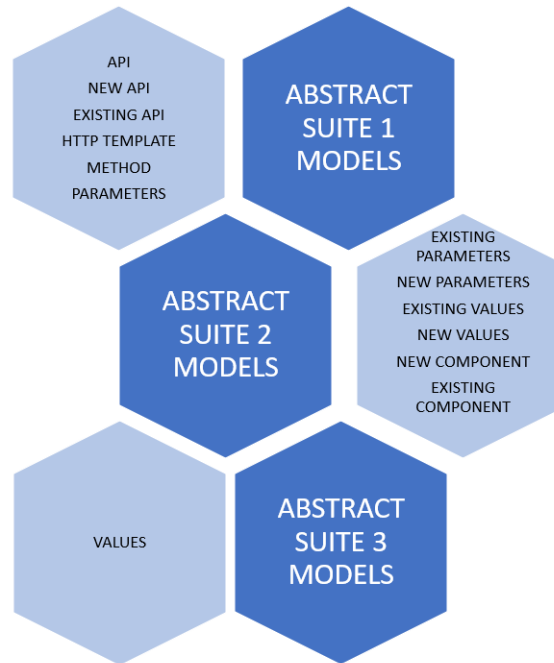 API
NEW API
EXISTING API
HTTP TEMPLATE
METHOD
PARAMETERS
ABSTRACT
SUITE 1
MODELS
ABSTRACT
SUITE 2
MODELS
EXISTING
PARAMETERS
NEW PARAMETERS
EXISTING VALUES
NEW VALUES
NEW COMPONENT
EXISTING
COMPONENT
VALUES
ABSTRACT
SUITE 3
MODELS